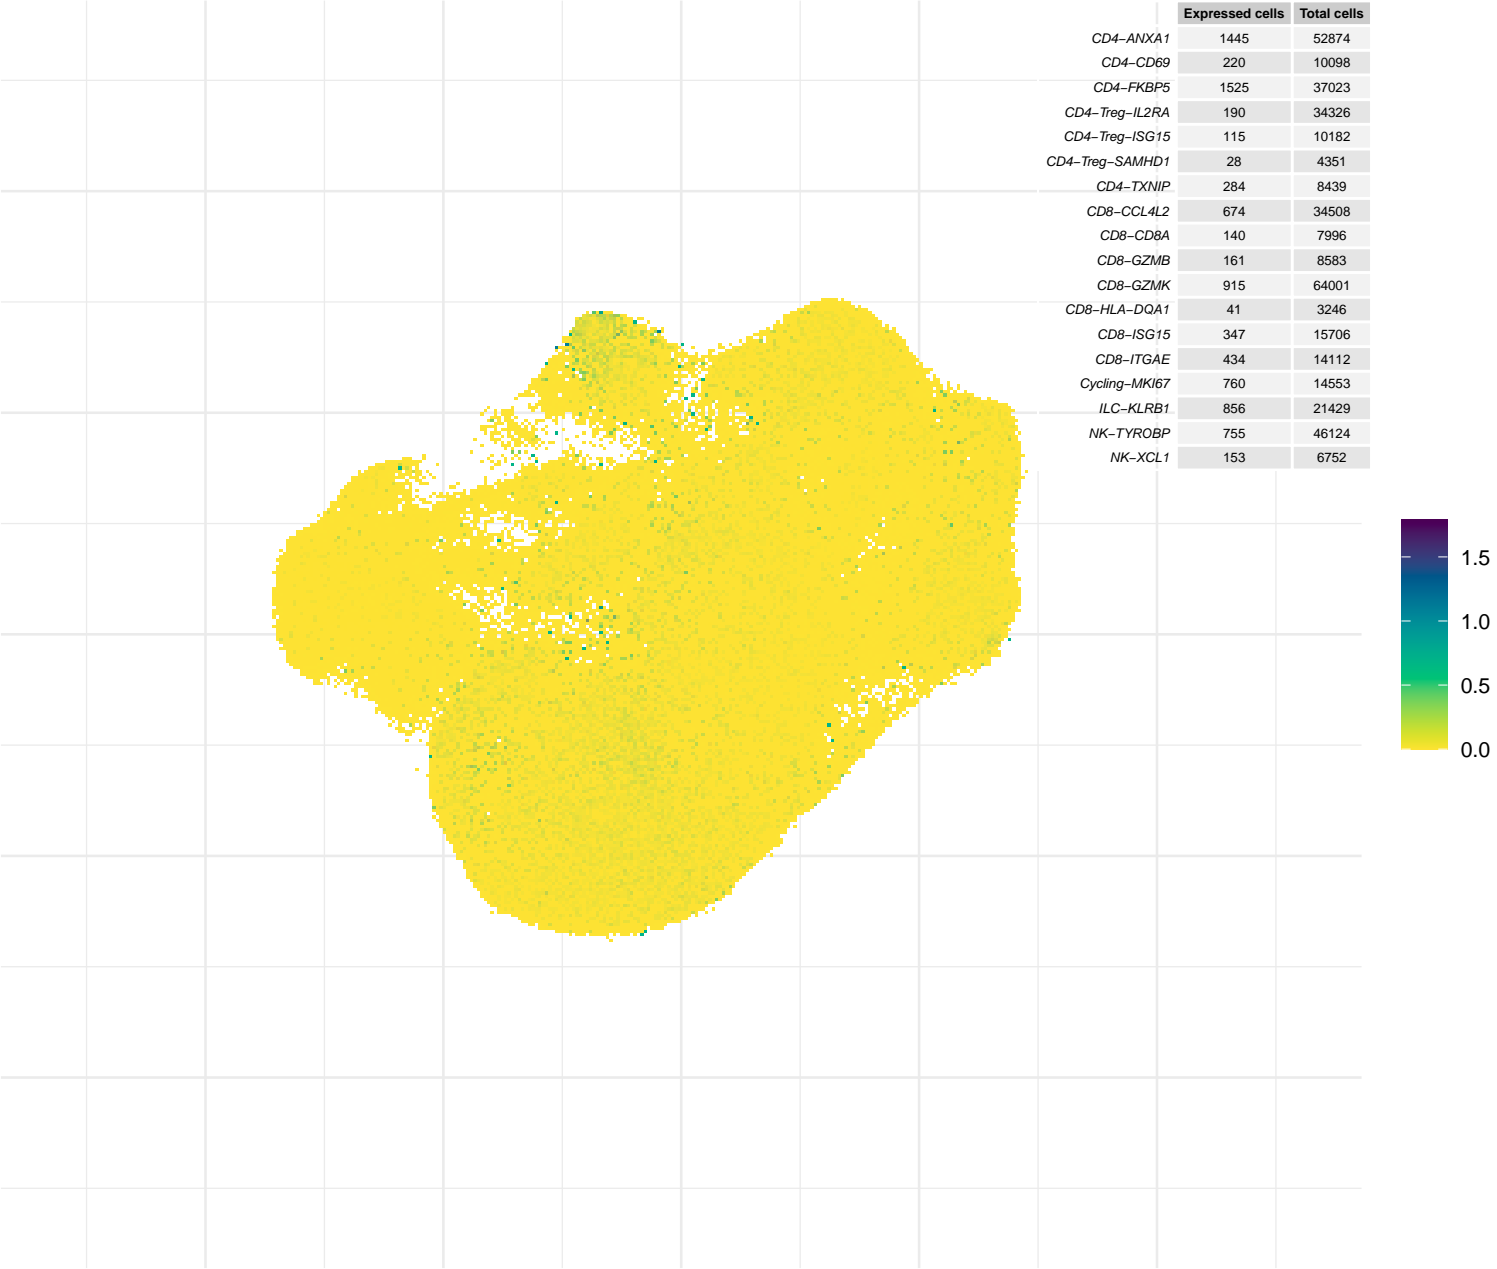 Expressed cells Total cells
CD4−ANXA1 1445 52874
CD4−CD69 220 10098
CD4−FKBP5 1525 37023
CD4−Treg−IL2RA 190 34326
CD4−Treg−ISG15 115 10182
CD4−Treg−SAMHD1 28 4351
CD4−TXNIP 284 8439
CD8−CCL4L2 674 34508
CD8−CD8A 140 7996
CD8−GZMB 161 8583
CD8−GZMK 915 64001
CD8−HLA−DQA1 41 3246
CD8−ISG15 347 15706
CD8−ITGAE 434 14112
Cycling−MKI67 760 14553
ILC−KLRB1 856 21429
NK−TYROBP 755 46124
NK−XCL1 153 6752
1.5
1.0
0.5
0.0